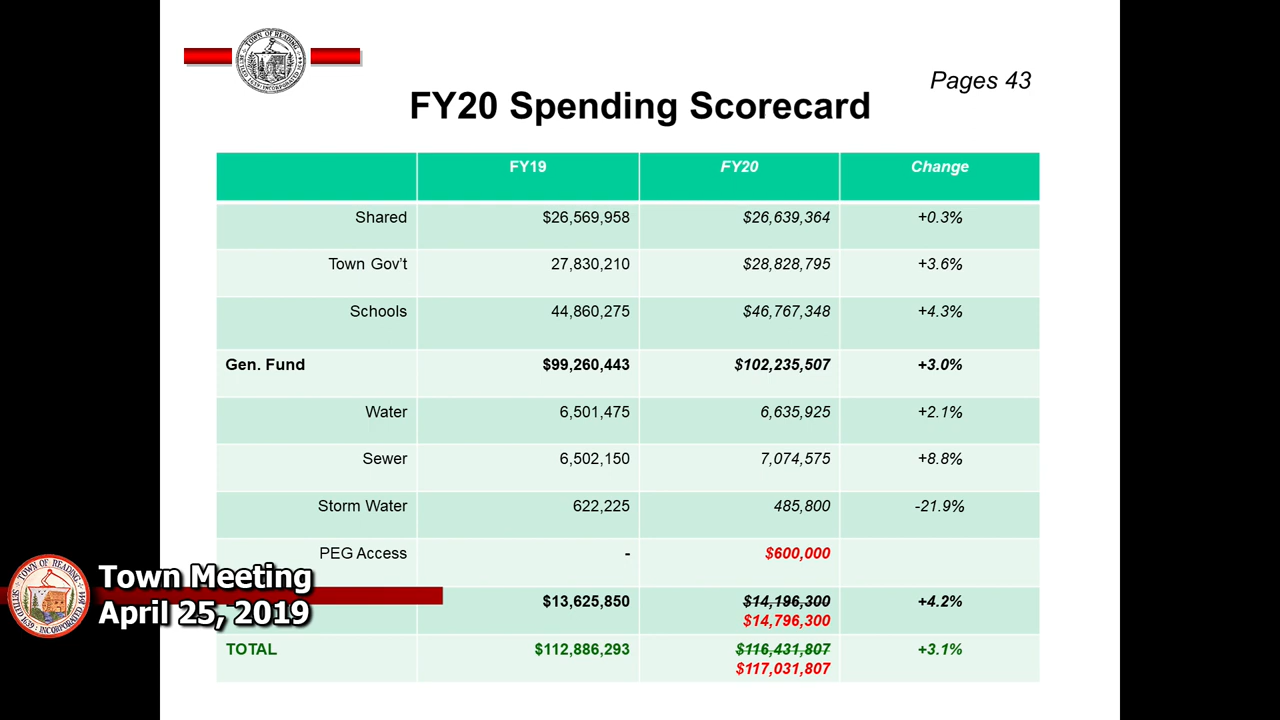 Pages 43
FY20 Spending Scorecard
FY19 FY20 Change
Shared $26,569,958 $26,639,364 +0.3%
Town Gov't 27,830,210 $28,828,795 +3.6%
Schools 44,860,275 $46,767,348 +4.3%
Gen. Fund $99,260,443 $102,235,507 +3.0%
Water 6,501,475 6,635,925 +2.1%
Sewer 6,502,150 7,074,575 +8.8%
Storm Water 622,225 485,800 -21.9%
PEG Access - $600,000
$13,625,850 $14,196,300 +4.2%
$14,796,300
TOTAL $112,886,293 $116,431,807 +3.1%
$117,031,807
TOWN OF READING
Town Meeting
April 25, 2019